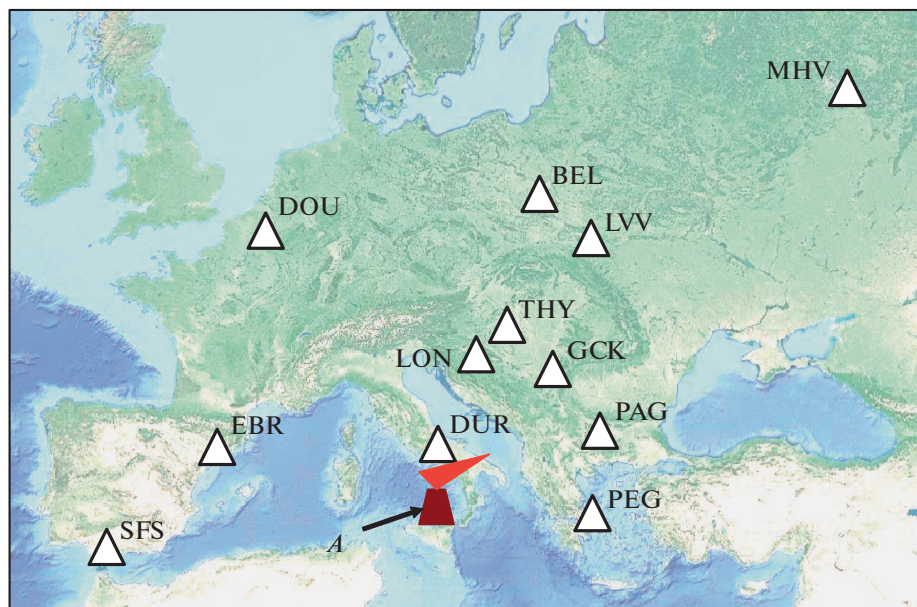 MHV
BEL
DOU
LVV
THY
LON
GCK
EBR
DUR
PAG
PEG
SFS
A